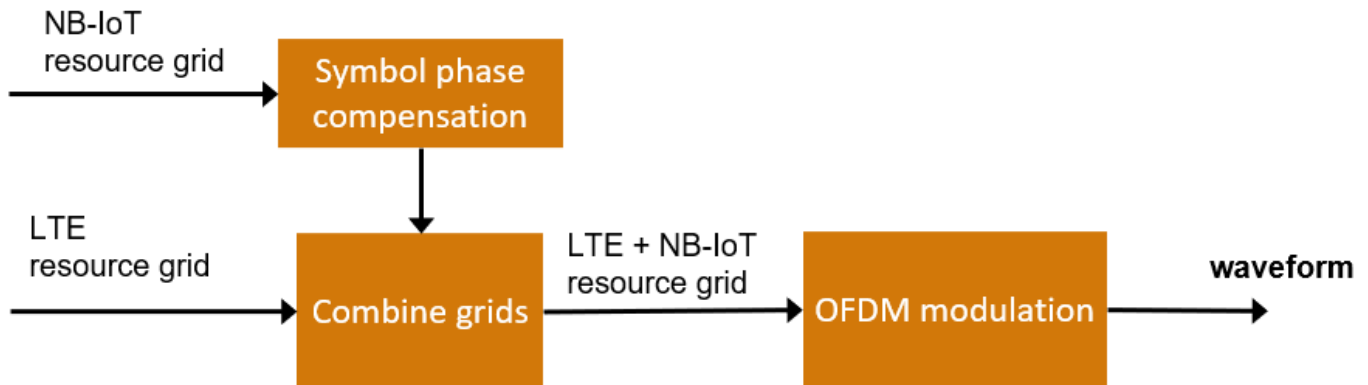 NB-IoT
resource grid
Symbol phase
compensation
LTE
resource grid
Combine grids
LTE + NB-IoT
resource grid
OFDM modulation
waveform